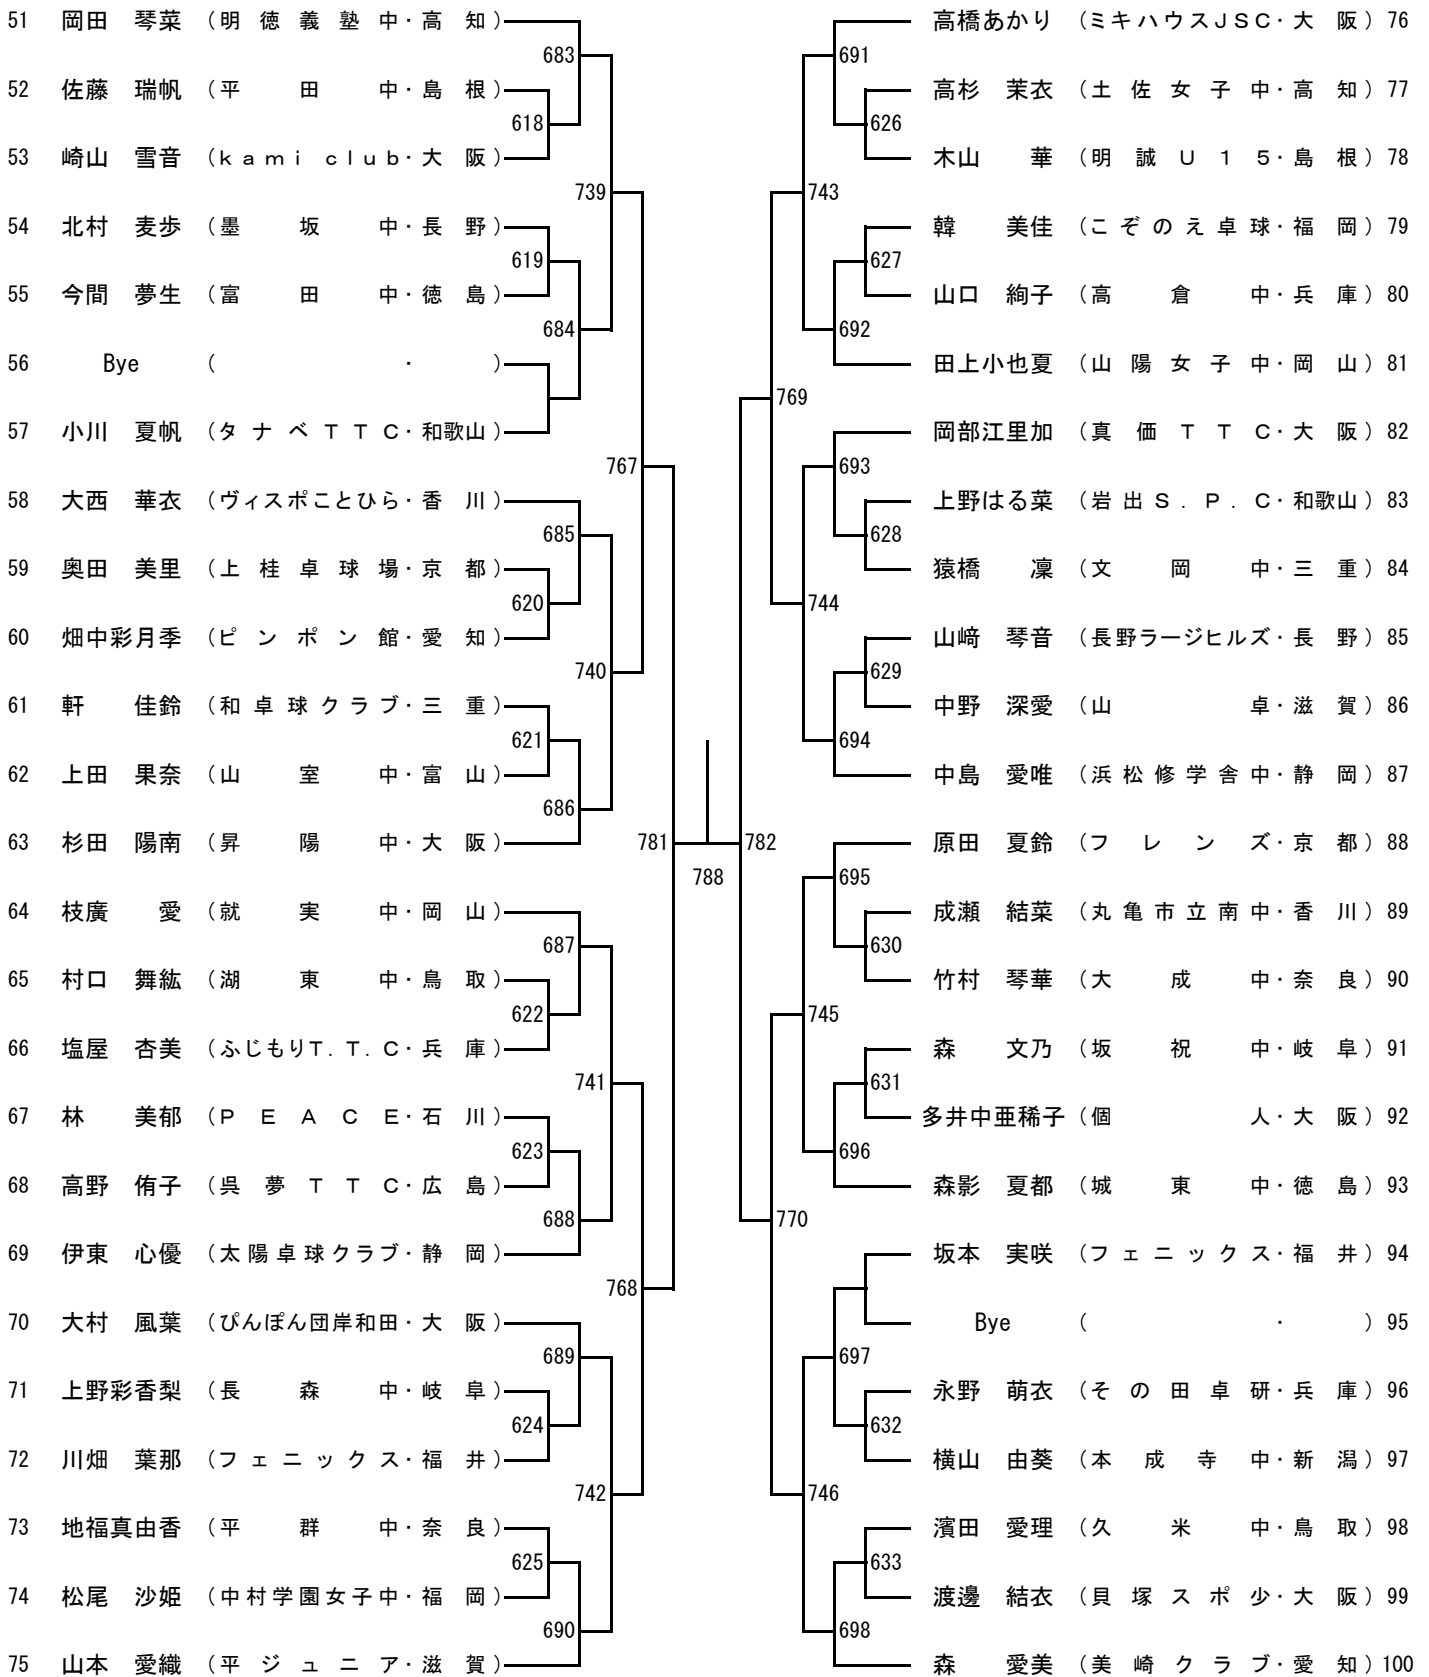 51 岡田 琴菜 (明徳義塾中・高知)
683
52 佐藤 瑞帆 (平田中・島根)
618
53 崎山 雪音 (kami club・大阪)
739
54 北村 麦歩 (墨坂中・長野)
619
55 今間 夢生 (富田中・徳島)
684
56 Bye ( ・ )
57 小川 夏帆 (タナベTTC・和歌山)
767
58 大西 華衣 (ヴィスポことひら・香川)
685
59 奥田 美里 (上桂卓球場・京都)
620
60 畑中彩月季 (ピンポン館・愛知)
740
61 軒 佳鈴 (和卓球クラブ・三重)
621
62 上田 果奈 (山室中・富山)
686
63 杉田 陽南 (昇陽中・大阪)
781
64 枝廣 愛 (就実中・岡山)
687
65 村口 舞紘 (湖東中・鳥取)
622
66 塩屋 杏美 (ふじもりT.T.C・兵庫)
741
67 林 美郁 (PEACE・石川)
623
68 高野 侑子 (呉夢TTC・広島)
688
69 伊東 心優 (太陽卓球クラブ・静岡)
768
70 大村 風葉 (ぴんぽん団岸和田・大阪)
689
71 上野彩香梨 (長森中・岐阜)
624
72 川畑 葉那 (フェニックス・福井)
742
73 地福真由香 (平群中・奈良)
625
74 松尾 沙姫 (中村学園女子中・福岡)
690
75 山本 愛織 (平ジュニア・滋賀)
788
高橋あかり (ミキハウスJSC・大阪) 76
691
高杉 茉衣 (土佐女子中・高知) 77
626
木山 華 (明誠U15・島根) 78
743
韓 美佳 (こぞのえ卓球・福岡) 79
627
山口 絢子 (高倉中・兵庫) 80
692
田上小也夏 (山陽女子中・岡山) 81
769
岡部江里加 (真価TTC・大阪) 82
693
上野はる菜 (岩出S.P.C・和歌山) 83
628
猿橋 凜 (文岡中・三重) 84
744
山﨑 琴音 (長野ラージヒルズ・長野) 85
629
中野 深愛 (山卓・滋賀) 86
694
中島 愛唯 (浜松修学舎中・静岡) 87
782
原田 夏鈴 (フレンズ・京都) 88
695
成瀬 結菜 (丸亀市立南中・香川) 89
630
竹村 琴華 (大成中・奈良) 90
745
森 文乃 (坂祝中・岐阜) 91
631
多井中亜稀子 (個人・大阪) 92
696
森影 夏都 (城東中・徳島) 93
770
坂本 実咲 (フェニックス・福井) 94
Bye ( ・ ) 95
697
永野 萌衣 (その田卓研・兵庫) 96
632
横山 由葵 (本成寺中・新潟) 97
746
濱田 愛理 (久米中・鳥取) 98
633
渡邊 結衣 (貝塚スポ少・大阪) 99
698
森 愛美 (美崎クラブ・愛知) 100